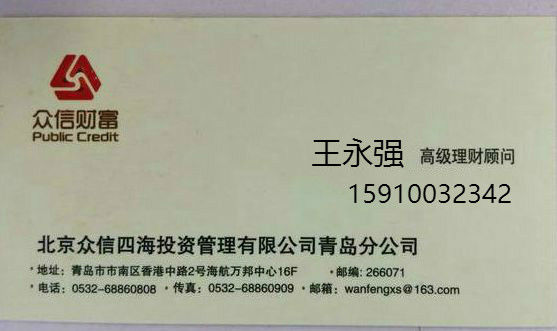 众信财富
Public Credit
王永强 高级理财顾问
15910032342
北京众信四海投资管理有限公司青岛分公司
·地址：青岛市市南区香港中路2号海航万邦中心16F ·邮编: 266071
·电话：0532-68860808 ·传真：0532-68860909 ·邮箱：wanfengxs@163.com